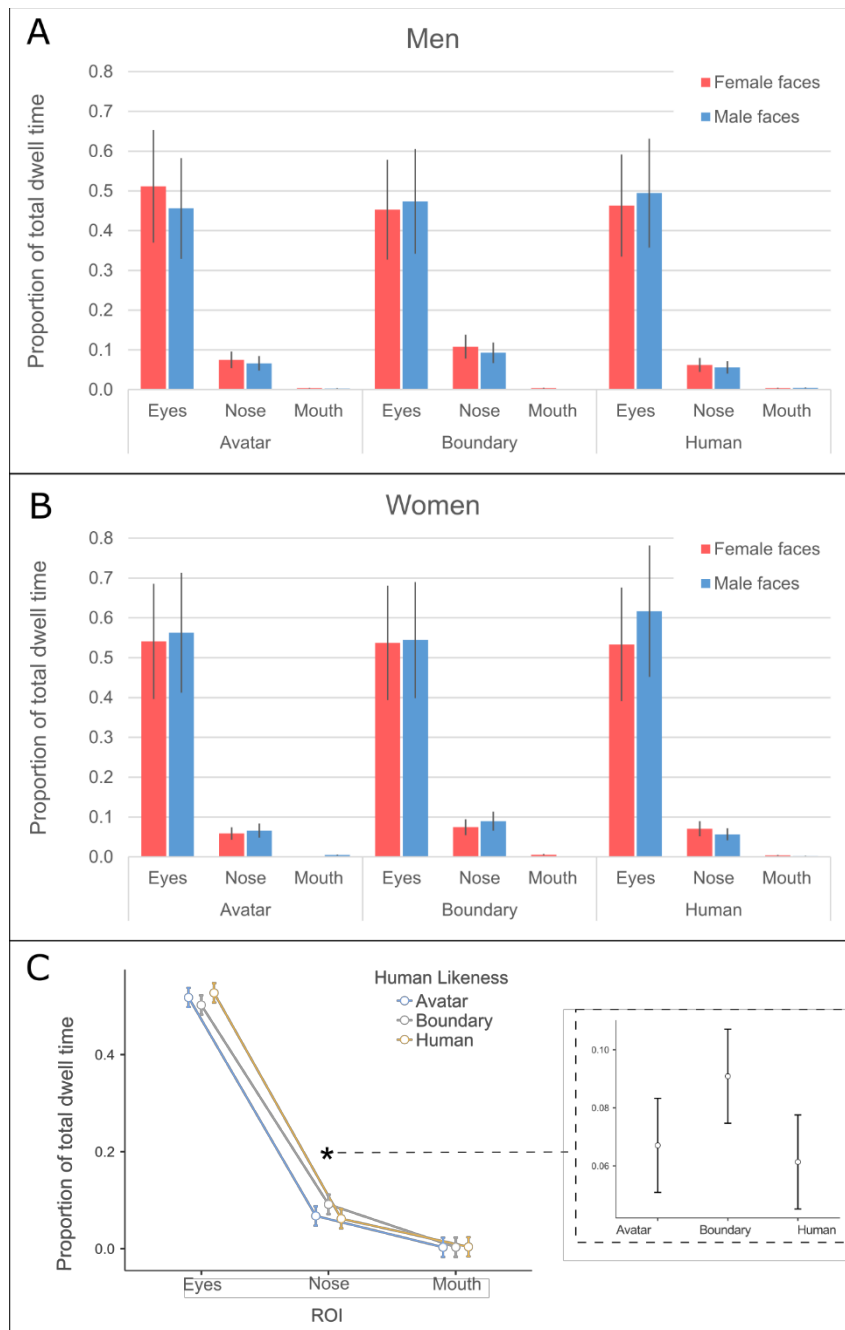 A
Men
Proportion of total dwell time
0.8
0.7
0.6
0.5
0.4
0.3
0.2
0.1
0.0
Female faces
Male faces
Eyes Nose Mouth Eyes Nose Mouth Eyes Nose Mouth
Avatar Boundary Human
B
Women
Proportion of total dwell time
0.8
0.7
0.6
0.5
0.4
0.3
0.2
0.1
0.0
Female faces
Male faces
Eyes Nose Mouth Eyes Nose Mouth Eyes Nose Mouth
Avatar Boundary Human
C
Proportion of total dwell time
0.4
0.2
0.0
Human Likeness
Avatar
Boundary
Human
*
Eyes Nose Mouth
ROI
0.10
0.08
0.06
Avatar Boundary Human